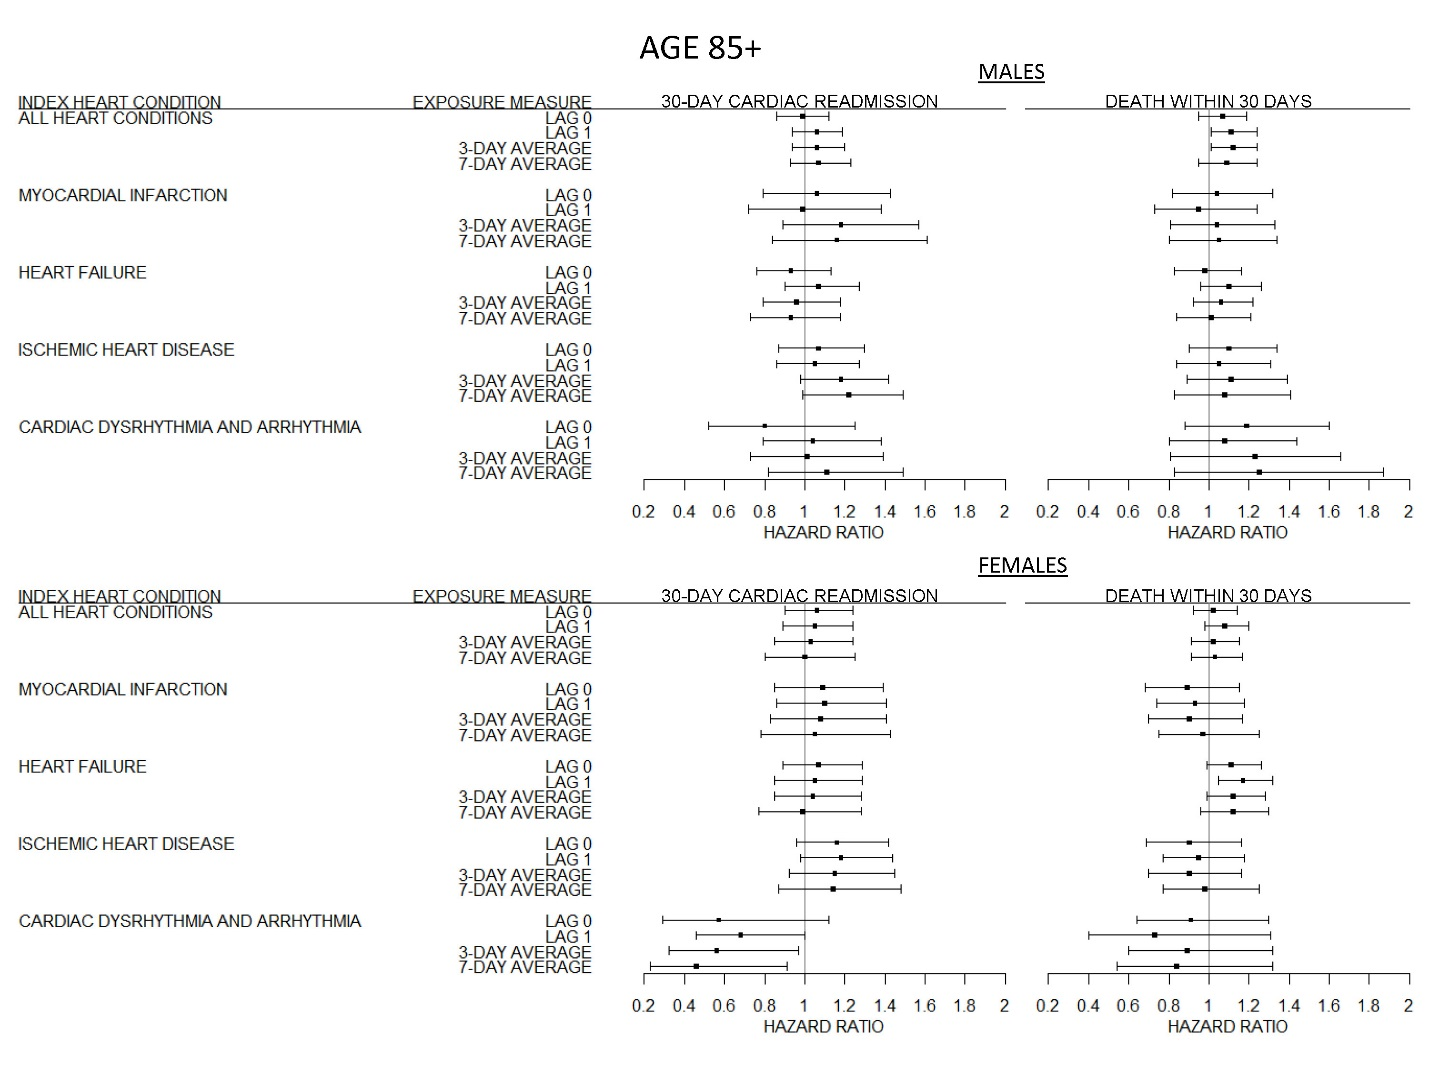 AGE 85+
MALES
INDEX HEART CONDITION EXPOSURE MEASURE 30-DAY CARDIAC READMISSION DEATH WITHIN 30 DAYS
ALL HEART CONDITIONS LAG 0
LAG 1
3-DAY AVERAGE
7-DAY AVERAGE
MYOCARDIAL INFARCTION LAG 0
LAG 1
3-DAY AVERAGE
7-DAY AVERAGE
HEART FAILURE LAG 0
LAG 1
3-DAY AVERAGE
7-DAY AVERAGE
ISCHEMIC HEART DISEASE LAG 0
LAG 1
3-DAY AVERAGE
7-DAY AVERAGE
CARDIAC DYSRHYTHMIA AND ARRHYTHMIA LAG 0
LAG 1
3-DAY AVERAGE
7-DAY AVERAGE
0.2 0.4 0.6 0.8 1 1.2 1.4 1.6 1.8 2 0.2 0.4 0.6 0.8 1 1.2 1.4 1.6 1.8 2
HAZARD RATIO HAZARD RATIO
FEMALES
INDEX HEART CONDITION EXPOSURE MEASURE 30-DAY CARDIAC READMISSION DEATH WITHIN 30 DAYS
ALL HEART CONDITIONS LAG 0
LAG 1
3-DAY AVERAGE
7-DAY AVERAGE
MYOCARDIAL INFARCTION LAG 0
LAG 1
3-DAY AVERAGE
7-DAY AVERAGE
HEART FAILURE LAG 0
LAG 1
3-DAY AVERAGE
7-DAY AVERAGE
ISCHEMIC HEART DISEASE LAG 0
LAG 1
3-DAY AVERAGE
7-DAY AVERAGE
CARDIAC DYSRHYTHMIA AND ARRHYTHMIA LAG 0
LAG 1
3-DAY AVERAGE
7-DAY AVERAGE
0.2 0.4 0.6 0.8 1 1.2 1.4 1.6 1.8 2 0.2 0.4 0.6 0.8 1 1.2 1.4 1.6 1.8 2
HAZARD RATIO HAZARD RATIO